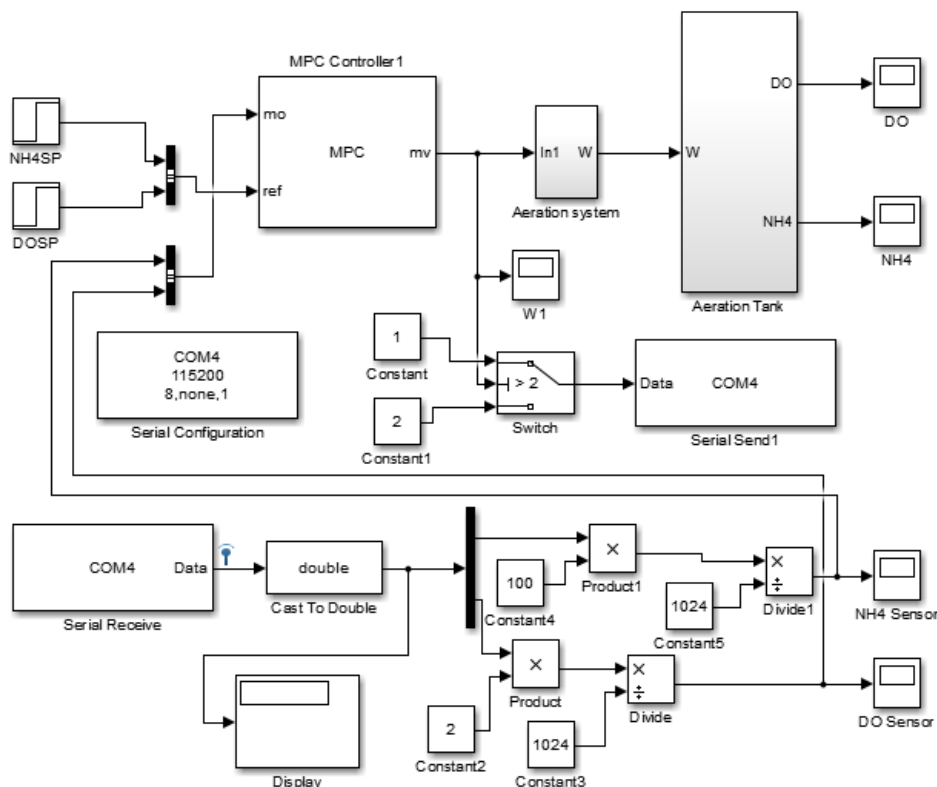 MPC Controller1
NH4SP
DOSP
mo
ref
MPC
mv
In1
W
Aeration system
W
DO
NH4
Aeration Tank
DO
NH4
W1
COM4
115200
8,none,1
Serial Configuration
1
Constant
2
Constant1
> 2
Switch
Data
COM4
Serial Send1
COM4
Data
Serial Receive
double
Cast To Double
Display
100
Constant4
×
Product1
1024
Constant5
×
÷
Divide1
NH4 Sensor
2
Constant2
×
Product
1024
Constant3
×
÷
Divide
DO Sensor